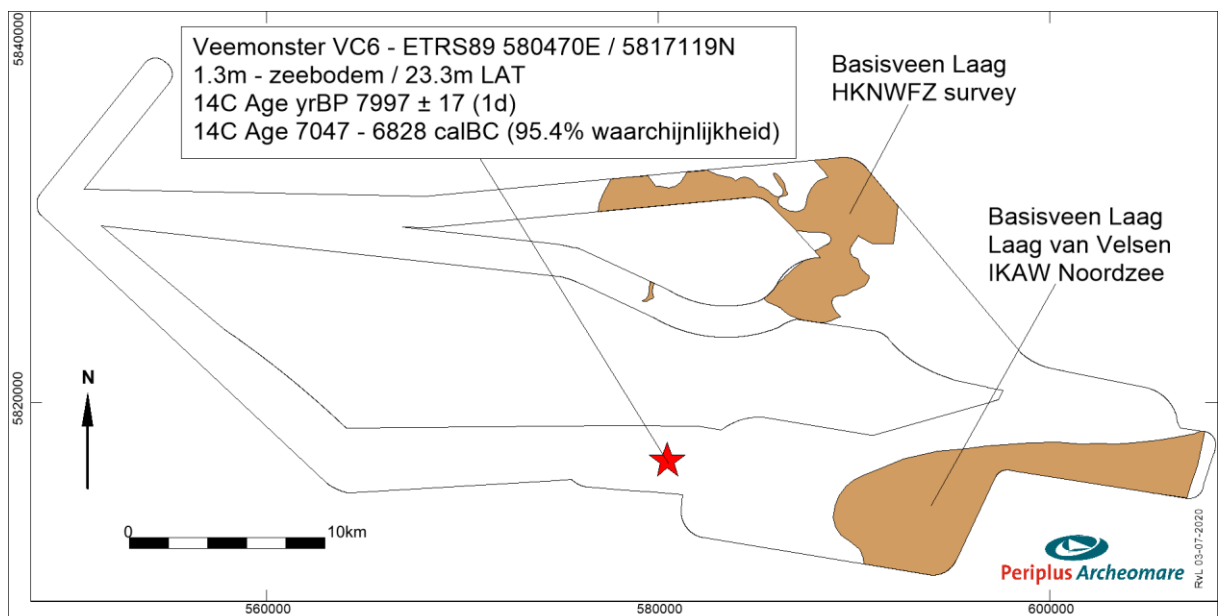 5840000
Veemonster VC6 - ETRS89 580470E / 5817119N
1.3m - zeebodem / 23.3m LAT
14C Age yrBP 7997 ± 17 (1d)
14C Age 7047 - 6828 calBC (95.4% waarchijnlijkheid)
Basisveen Laag
HKNWFZ survey
Basisveen Laag
Laag van Velsen
IKAW Noordzee
N
5820000
0
10km
Periplus Archeomare
RvL 03-07-2020
560000
580000
600000